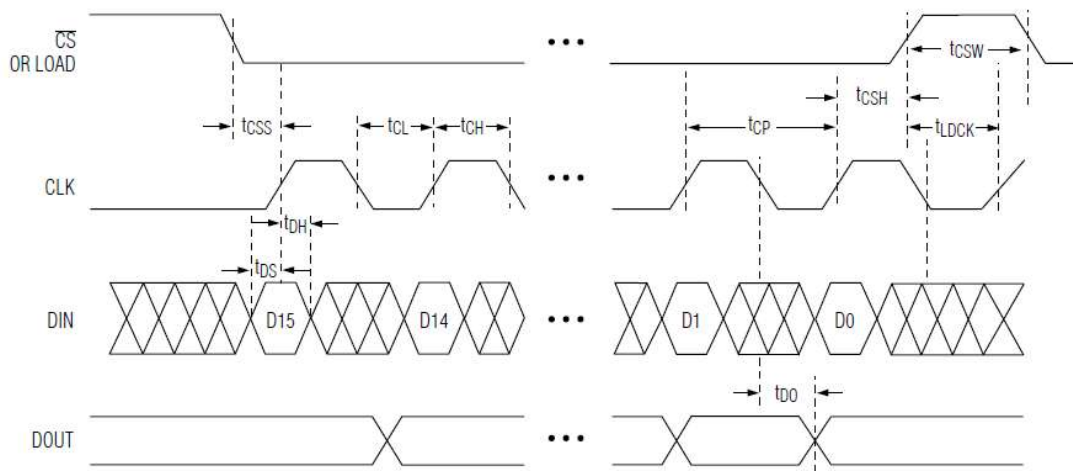 CS
OR LOAD
tCSW
tCSH
tCSS
tCL
tCH
tCP
tLDCK
CLK
tDH
tDS
DIN
D15
D14
D1
D0
tDO
DOUT